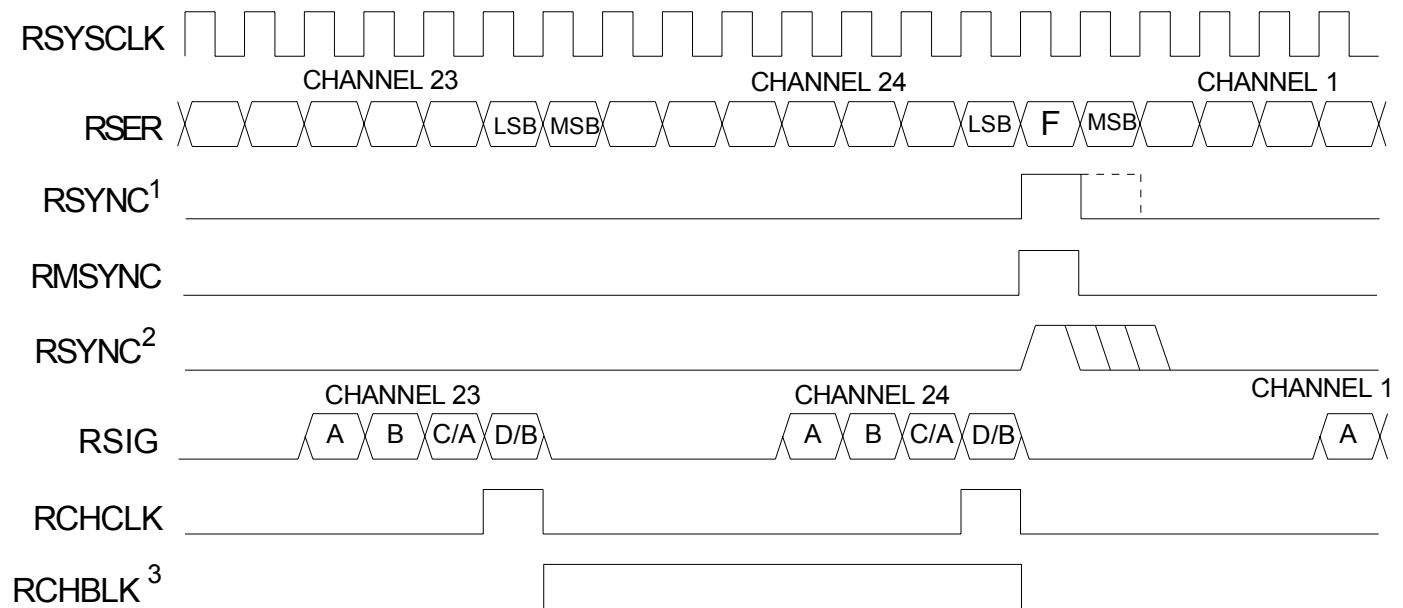 RSYSCLK
CHANNEL 23 CHANNEL 24 CHANNEL 1
RSER LSB MSB LSB F MSB
RSYNC1
RMSYNC
RSYNC2
CHANNEL 23 CHANNEL 24 CHANNEL 1
RSIG A B C/A D/B A B C/A D/B A
RCHCLK
RCHBLK 3